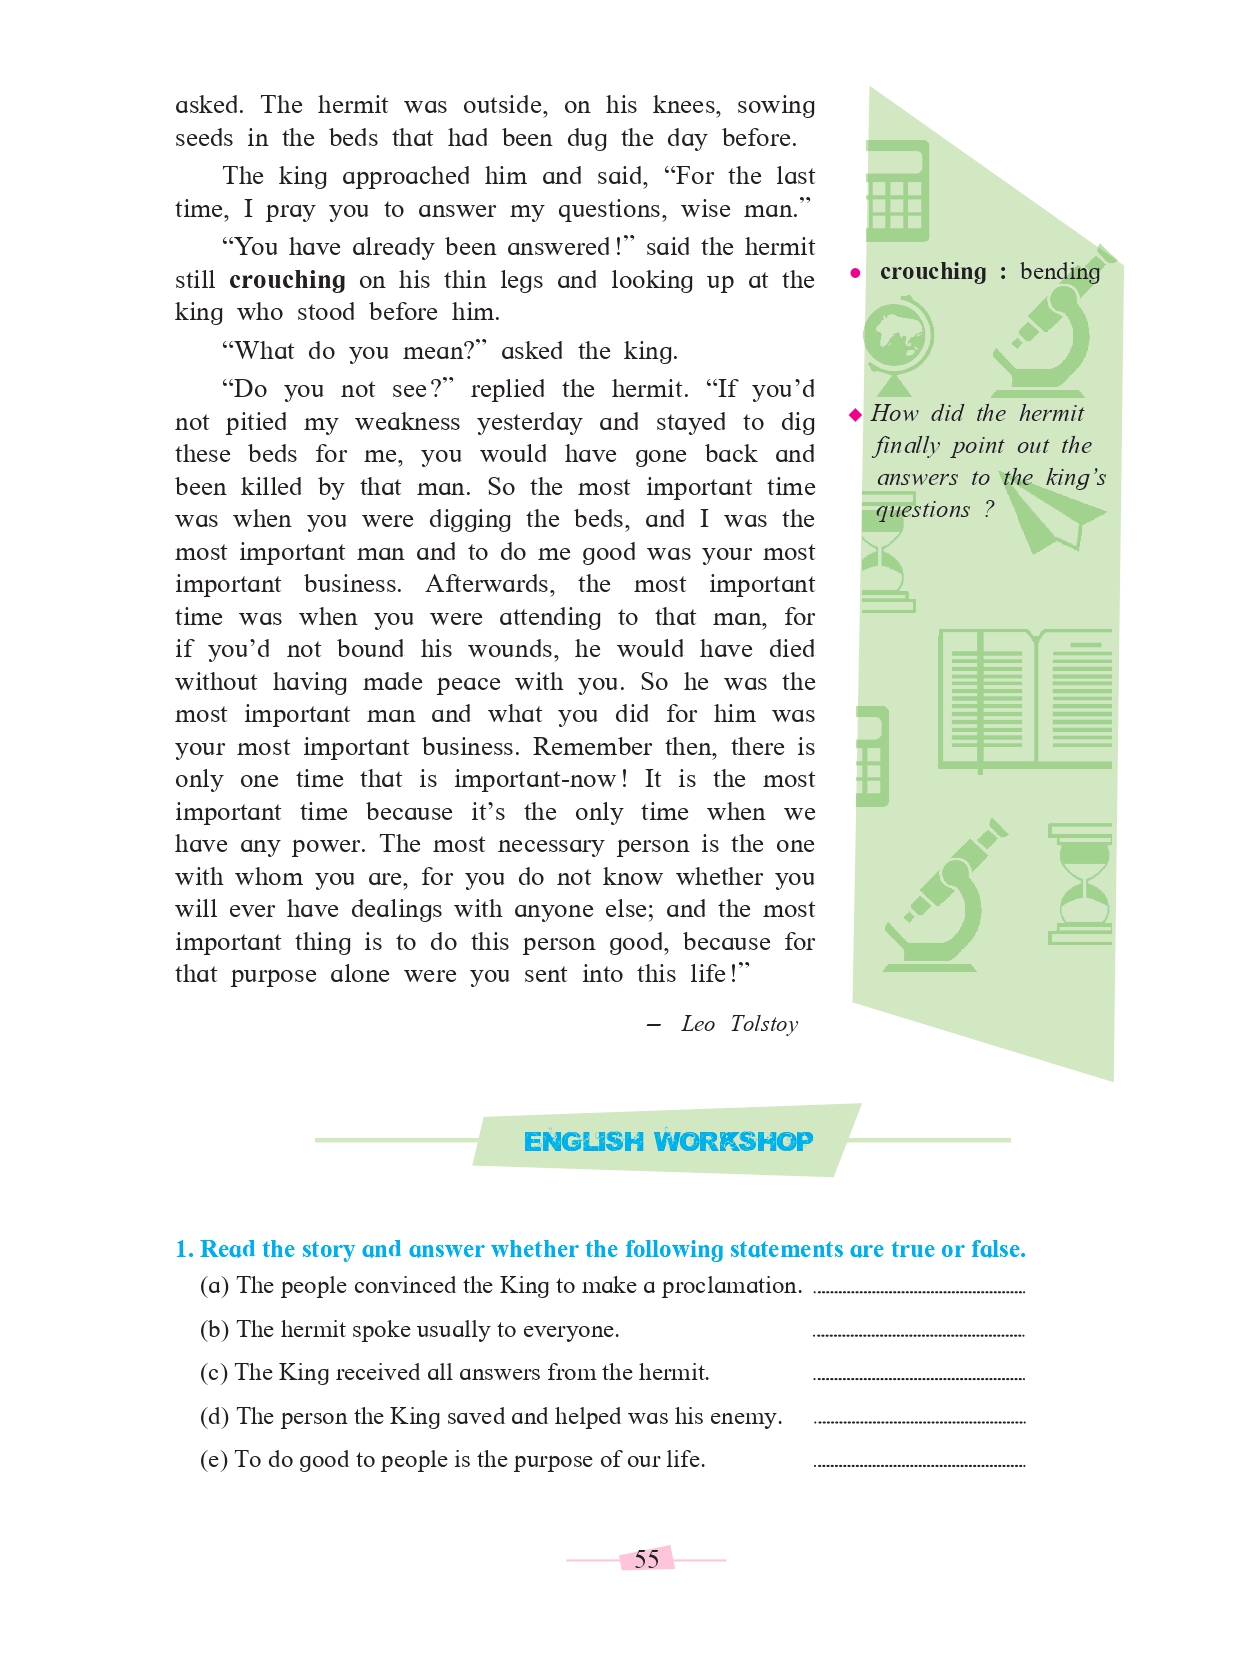 asked. The hermit was outside, on his knees, sowing
seeds in the beds that had been dug the day before.
The king approached him and said, “For the last
time, I pray you to answer my questions, wise man.”
“You have already been answered!” said the hermit
still crouching on his thin legs and looking up at the
king who stood before him.
“What do you mean?” asked the king.
“Do you not see?” replied the hermit. “If you’d
not pitied my weakness yesterday and stayed to dig
these beds for me, you would have gone back and
been killed by that man. So the most important time
was when you were digging the beds, and I was the
most important man and to do me good was your most
important business. Afterwards, the most important
time was when you were attending to that man, for
if you’d not bound his wounds, he would have died
without having made peace with you. So he was the
most important man and what you did for him was
your most important business. Remember then, there is
only one time that is important-now! It is the most
important time because it’s the only time when we
have any power. The most necessary person is the one
with whom you are, for you do not know whether you
will ever have dealings with anyone else; and the most
important thing is to do this person good, because for
that purpose alone were you sent into this life!”
– Leo Tolstoy
● crouching : bending
◆ How did the hermit
finally point out the
answers to the king’s
questions ?
ENGLISH WORKSHOP
1. Read the story and answer whether the following statements are true or false.
(a) The people convinced the King to make a proclamation.
(b) The hermit spoke usually to everyone.
(c) The King received all answers from the hermit.
(d) The person the King saved and helped was his enemy.
(e) To do good to people is the purpose of our life.
55